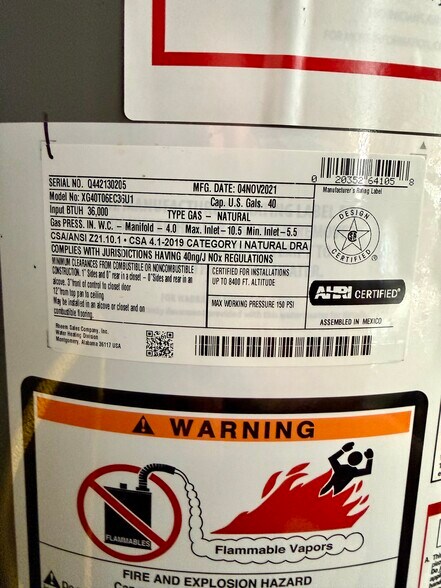 0 20352 64105 8
SERIAL NO. Q442130205 MFG. DATE: 04NOV2021 Manufacturer's Rating Label
Model No: XG40T06EC36U1 Cap. U.S. Gals. 40
Input BTUH 36,000 TYPE GAS - NATURAL
Gas PRESS. IN. W.C. - Manifold - 4.0 Max. Inlet - 10.5 Min. Inlet - 5.5
CSA/ANSI Z21.10.1 • CSA 4.1-2019 CATEGORY I NATURAL DRA
COMPLIES WITH JURISDICTIONS HAVING 40ng/J NOx REGULATIONS
MINIMUM CLEARANCES FROM COMBUSTIBLE OR NONCOMBUSTIBLE
CONSTRUCTION. 1" Sides and 0" rear in a closet - 0"Sides and rear in an
alcove. 3" front of control to closet door
12" from top pan to ceiling
May be installed in an alcove or closet and on
combustible flooring.
CERTIFIED FOR INSTALLATIONS
UP TO 8400 FT. ALTITUDE
MAX WORKING PRESSURE 150 PSI
DESIGN
CERTIFIED
AHRI CERTIFIED®
ASSEMBLED IN MEXICO
Rheem Sales Company, Inc.
Water Heating Division
Montgomery, Alabama 36117 USA
WARNING
FLAMMABLES
Flammable Vapors
FIRE AND EXPLOSION HAZARD